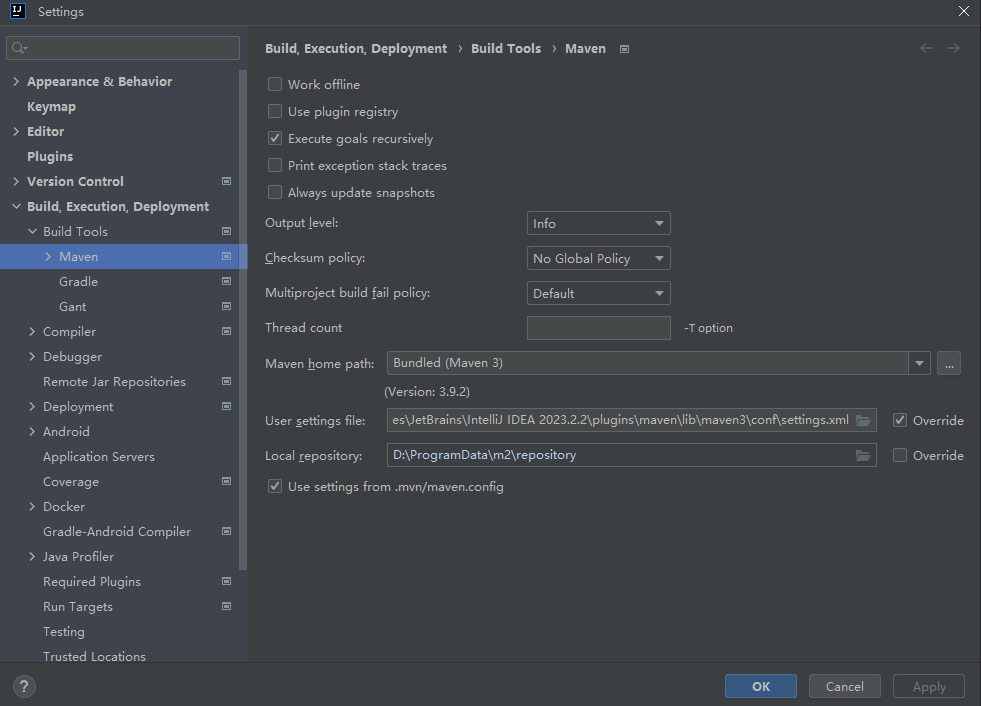 IJ Settings
Appearance & Behavior
Keymap
Editor
Plugins
Version Control
Build, Execution, Deployment
Build Tools
Maven
Gradle
Gant
Compiler
Debugger
Remote Jar Repositories
Deployment
Android
Application Servers
Coverage
Docker
Gradle-Android Compiler
Java Profiler
Required Plugins
Run Targets
Testing
Trusted Locations
Build, Execution, Deployment › Build Tools › Maven
Work offline
Use plugin registry
Execute goals recursively
Print exception stack traces
Always update snapshots
Output level: Info
Checksum policy: No Global Policy
Multiproject build fail policy: Default
Thread count -T option
Maven home path: Bundled (Maven 3) ...
(Version: 3.9.2)
User settings file: es\JetBrains\IntelliJ IDEA 2023.2.2\plugins\maven\lib\maven3\conf\settings.xml Override
Local repository: D:\ProgramData\m2\repository Override
Use settings from .mvn/maven.config
? OK Cancel Apply